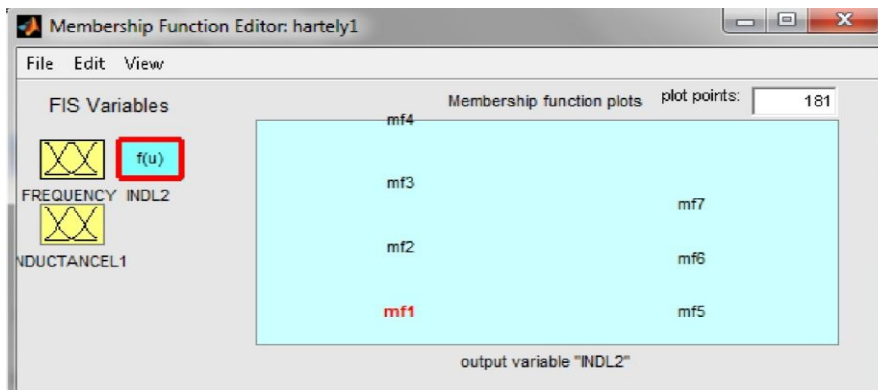 Membership Function Editor: hartely1
File Edit View
FIS Variables
Membership function plots plot points: 181
f(u)
FREQUENCY INDL2
NDUCTANCEL1
mf4
mf3
mf7
mf2
mf6
mf1
mf5
output variable "INDL2"